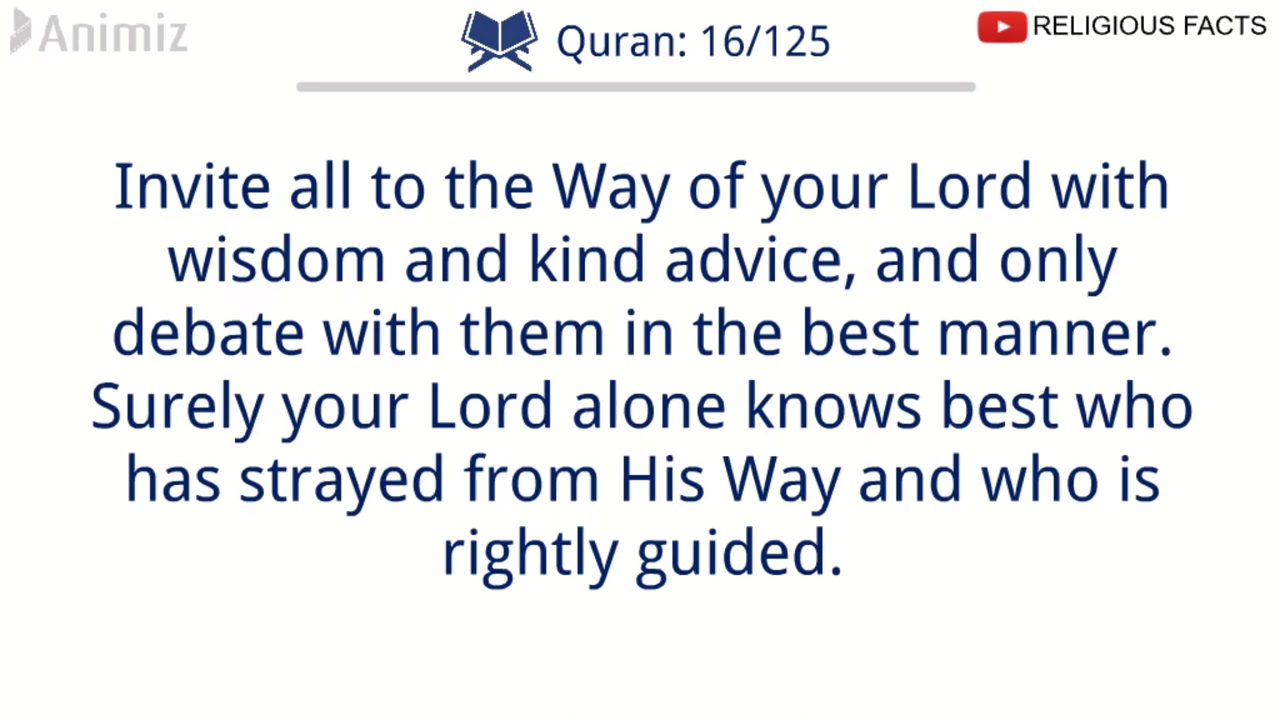 Animiz
Quran: 16/125
RELIGIOUS FACTS
Invite all to the Way of your Lord with
wisdom and kind advice, and only
debate with them in the best manner.
Surely your Lord alone knows best who
has strayed from His Way and who is
rightly guided.